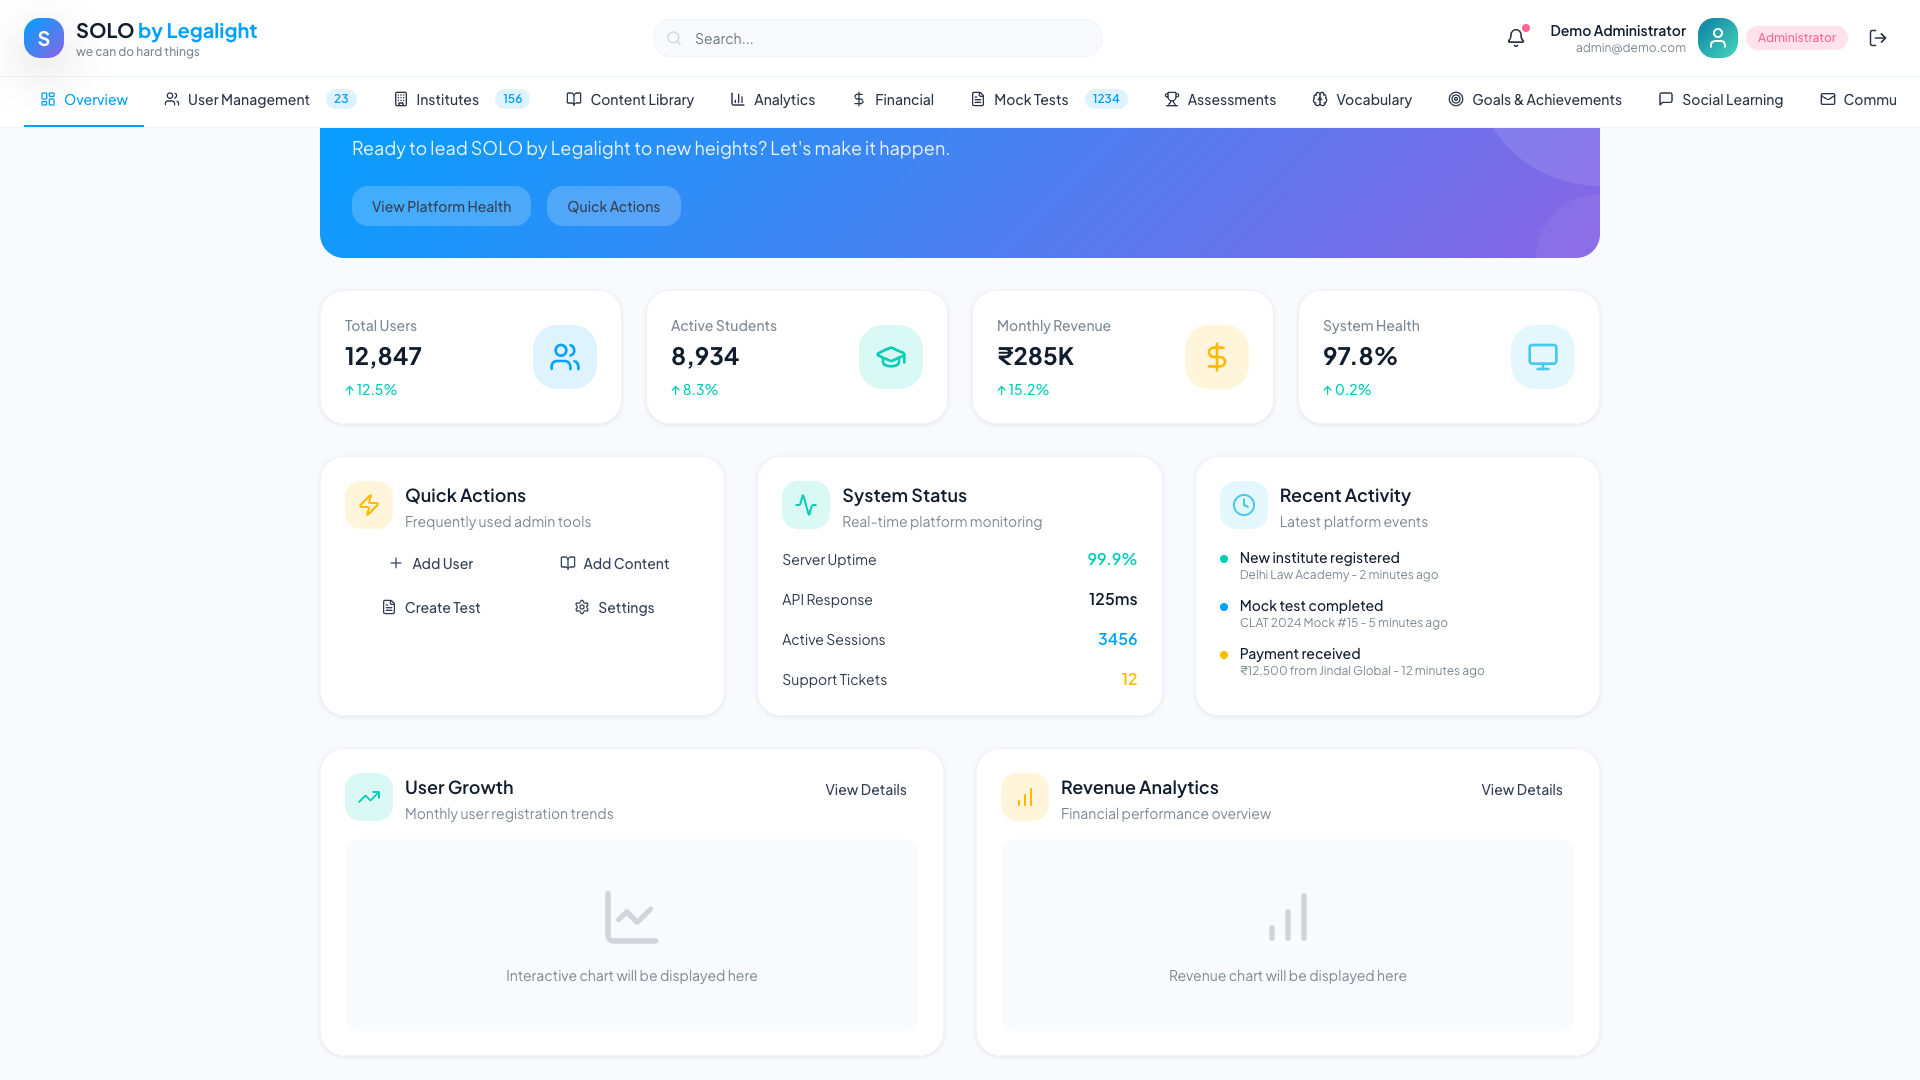 S
SOLO by Legalight
we can do hard things
Search...
Demo Administrator
admin@demo.com
Administrator
Overview
User Management 23
Institutes 156
Content Library
Analytics
Financial
Mock Tests 1234
Assessments
Vocabulary
Goals & Achievements
Social Learning
Commu
Ready to lead SOLO by Legalight to new heights? Let's make it happen.
View Platform Health
Quick Actions
Total Users
12,847
↑ 12.5%
Active Students
8,934
↑ 8.3%
Monthly Revenue
₹285K
↑ 15.2%
System Health
97.8%
↑ 0.2%
Quick Actions
Frequently used admin tools
Add User
Add Content
Create Test
Settings
System Status
Real-time platform monitoring
Server Uptime 99.9%
API Response 125ms
Active Sessions 3456
Support Tickets 12
Recent Activity
Latest platform events
New institute registered
Delhi Law Academy - 2 minutes ago
Mock test completed
CLAT 2024 Mock #15 - 5 minutes ago
Payment received
₹12,500 from Jindal Global - 12 minutes ago
User Growth
Monthly user registration trends
View Details
Interactive chart will be displayed here
Revenue Analytics
Financial performance overview
View Details
Revenue chart will be displayed here